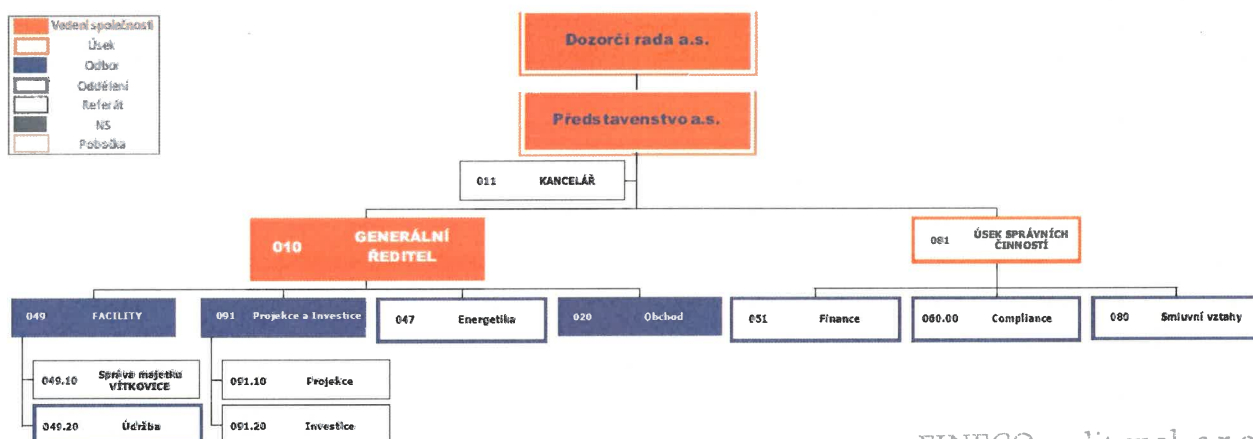 Vedení společnosti
Úsek
Odbor
Oddělení
Referát
NS
Pobočka
Dozorčí rada a.s.
Představenstvo a.s.
011 KANCELÁŘ
010 GENERÁLNÍ
ŘEDITEL
081 ÚSEK SPRÁVNÍCH
ČINNOSTÍ
049 FACILITY
091 Projekce a Investice
047 Energetika
020 Obchod
051 Finance
060.00 Compliance
080 Smluvní vztahy
049.10 Správa majetku
VÍTKOVICE
091.10 Projekce
049.20 Údržba
091.20 Investice